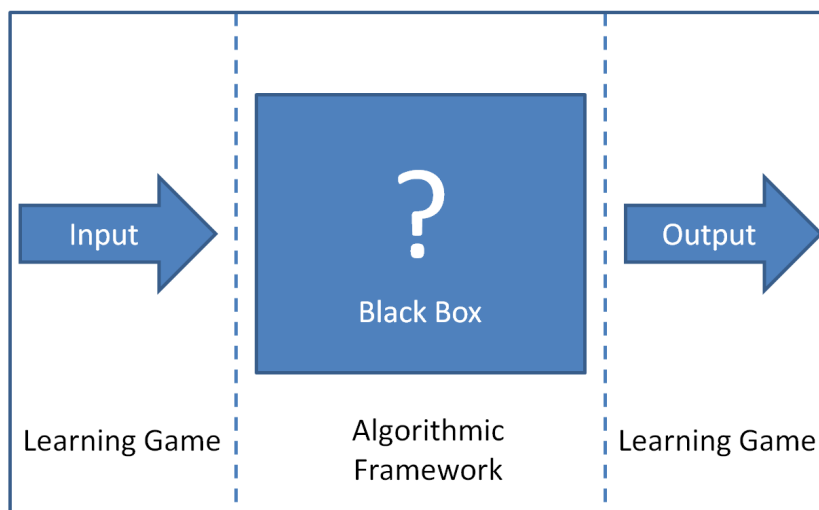 Input
?
Black Box
Output
Learning Game
Algorithmic
Framework
Learning Game